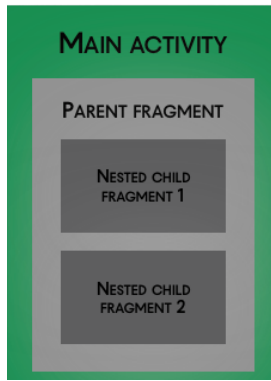 Main activity
Parent fragment
Nested child
fragment 1
Nested child
fragment 2